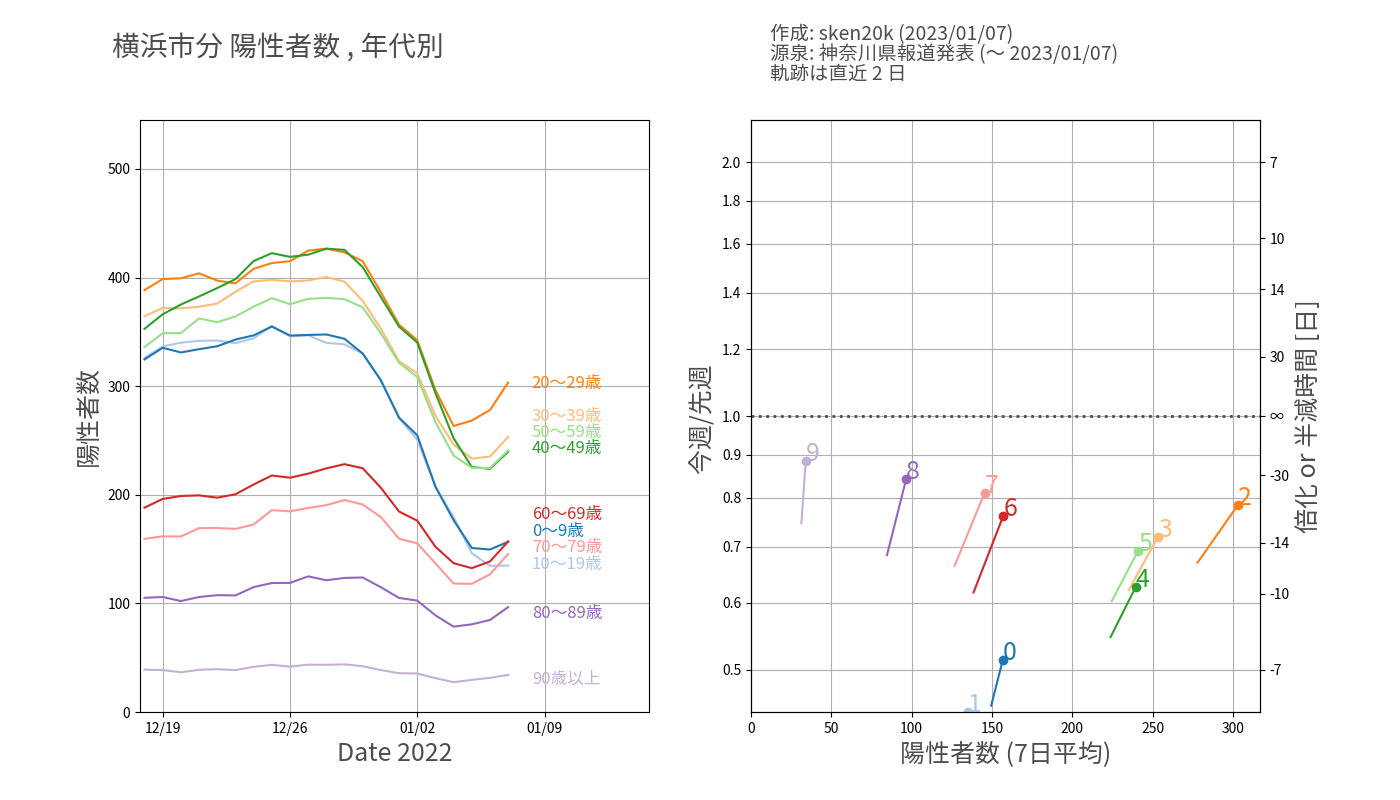 横浜市分 陽性者数 , 年代別
作成: sken20k (2023/01/07)
源泉: 神奈川県報道発表 (～ 2023/01/07)
軌跡は直近 2 日
陽性者数
500
400
300
200
100
0
20～29歳
30～39歳
50～59歳
40～49歳
60～69歳
0～9歳
70～79歳
10～19歳
80～89歳
90歳以上
12/19
12/26
01/02
01/09
Date 2022
今週/先週
2.0
1.8
1.6
1.4
1.2
1.0
0.9
0.8
0.7
0.6
0.5
9
8
7
6
2
3
5
4
0
1
0
50
100
150
200
250
300
陽性者数 (7日平均)
7
10
14
30
∞
-30
-14
-10
-7
倍化 or 半減時間 [日]